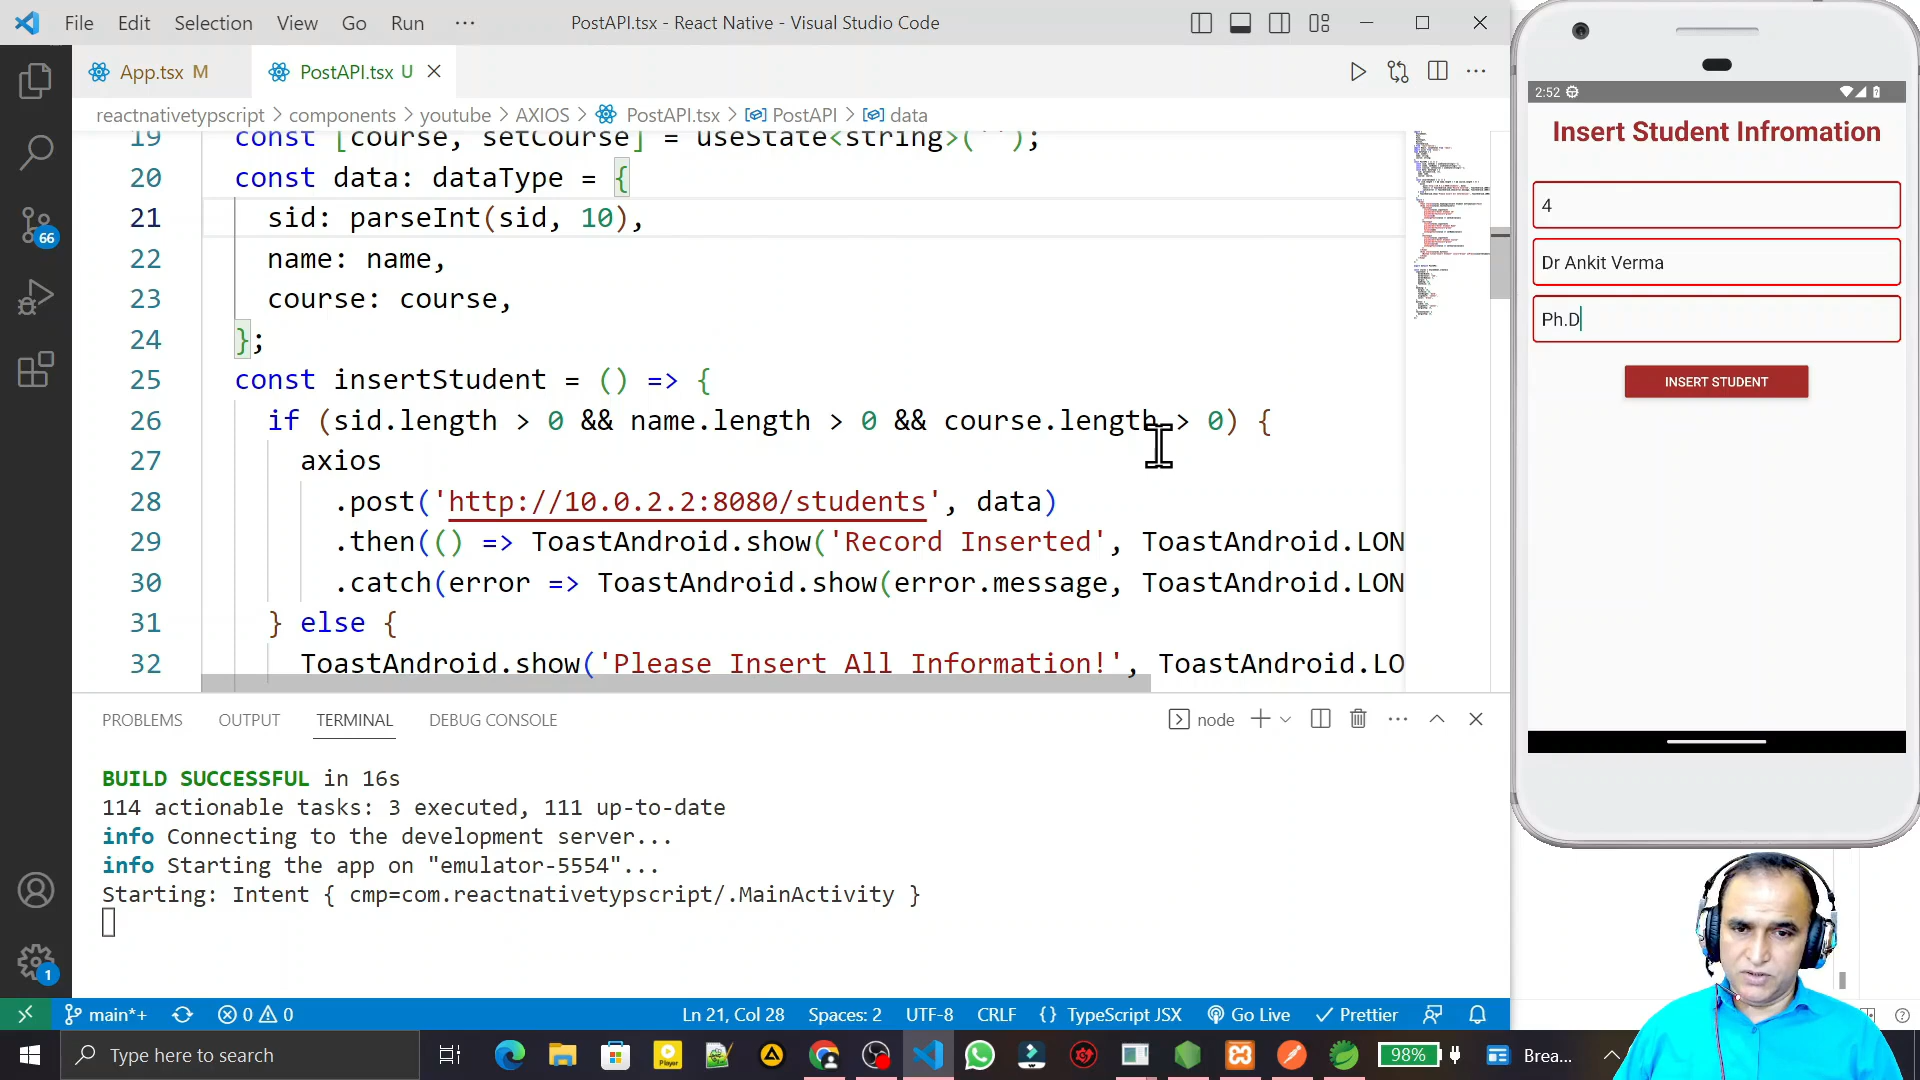 File Edit Selection View Go Run ··· PostAPI.tsx - React Native - Visual Studio Code
App.tsx M PostAPI.tsx U
reactnativetypscript > components > youtube > AXIOS > PostAPI.tsx > PostAPI > data
19 const [course, setCourse] = useState<string>('');
20 const data: dataType = {
21 sid: parseInt(sid, 10),
22 name: name,
23 course: course,
24 };
25 const insertStudent = () => {
26 if (sid.length > 0 && name.length > 0 && course.length > 0) {
27 axios
28 .post('http://10.0.2.2:8080/students', data)
29 .then(() => ToastAndroid.show('Record Inserted', ToastAndroid.LON
30 .catch(error => ToastAndroid.show(error.message, ToastAndroid.LON
31 } else {
32 ToastAndroid.show('Please Insert All Information!', ToastAndroid.LO
66
1
PROBLEMS OUTPUT TERMINAL DEBUG CONSOLE node
BUILD SUCCESSFUL in 16s
114 actionable tasks: 3 executed, 111 up-to-date
info Connecting to the development server...
info Starting the app on "emulator-5554"...
Starting: Intent { cmp=com.reactnativetypscript/.MainActivity }
main*+ 0 0 Ln 21, Col 28 Spaces: 2 UTF-8 CRLF {} TypeScript JSX Go Live Prettier
Type here to search 98% Brea...
2:52
Insert Student Infromation
4
Dr Ankit Verma
Ph.D
INSERT STUDENT